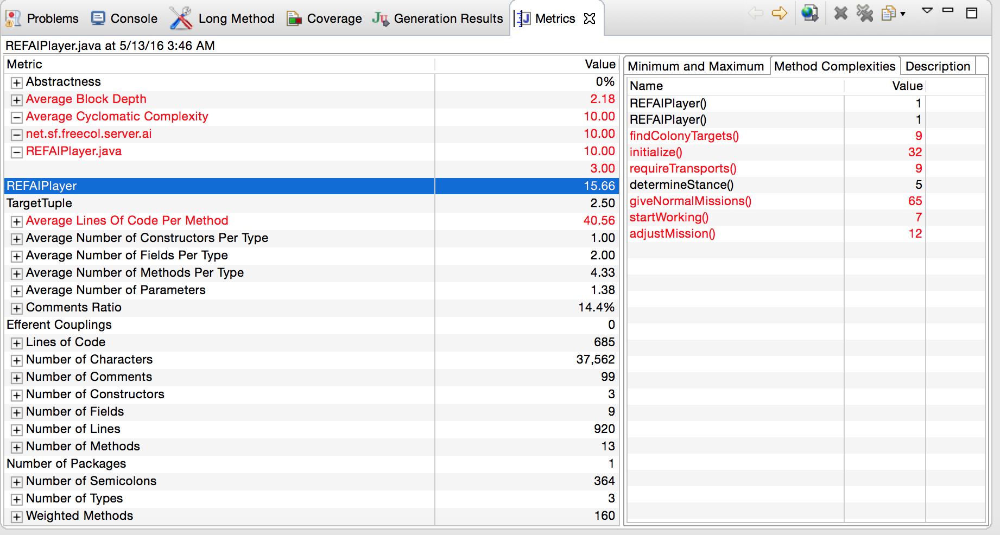 Problems Console Long Method Coverage Generation Results Metrics
REFAIPlayer.java at 5/13/16 3:46 AM
Metric Value
Abstractness 0%
Average Block Depth 2.18
Average Cyclomatic Complexity 10.00
net.sf.freecol.server.ai 10.00
REFAIPlayer.java 10.00
3.00
REFAIPlayer 15.66
TargetTuple 2.50
Average Lines Of Code Per Method 40.56
Average Number of Constructors Per Type 1.00
Average Number of Fields Per Type 2.00
Average Number of Methods Per Type 4.33
Average Number of Parameters 1.38
Comments Ratio 14.4%
Efferent Couplings 0
Lines of Code 685
Number of Characters 37,562
Number of Comments 99
Number of Constructors 3
Number of Fields 9
Number of Lines 920
Number of Methods 13
Number of Packages 1
Number of Semicolons 364
Number of Types 3
Weighted Methods 160
Minimum and Maximum Method Complexities Description
Name Value
REFAIPlayer() 1
REFAIPlayer() 1
findColonyTargets() 9
initialize() 32
requireTransports() 9
determineStance() 5
giveNormalMissions() 65
startWorking() 7
adjustMission() 12